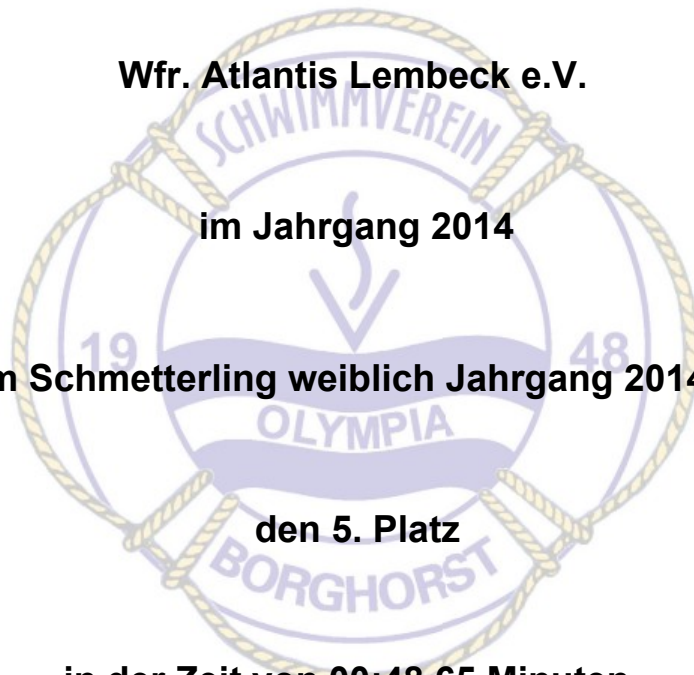 Wfr. Atlantis Lembeck e.V.
SCHWIMMVEREIN
im Jahrgang 2014
19 48
m Schmetterling weiblich Jahrgang 2014
OLYMPIA
den 5. Platz
BORGHORST
in der Zeit von 00:48,65 Minuten